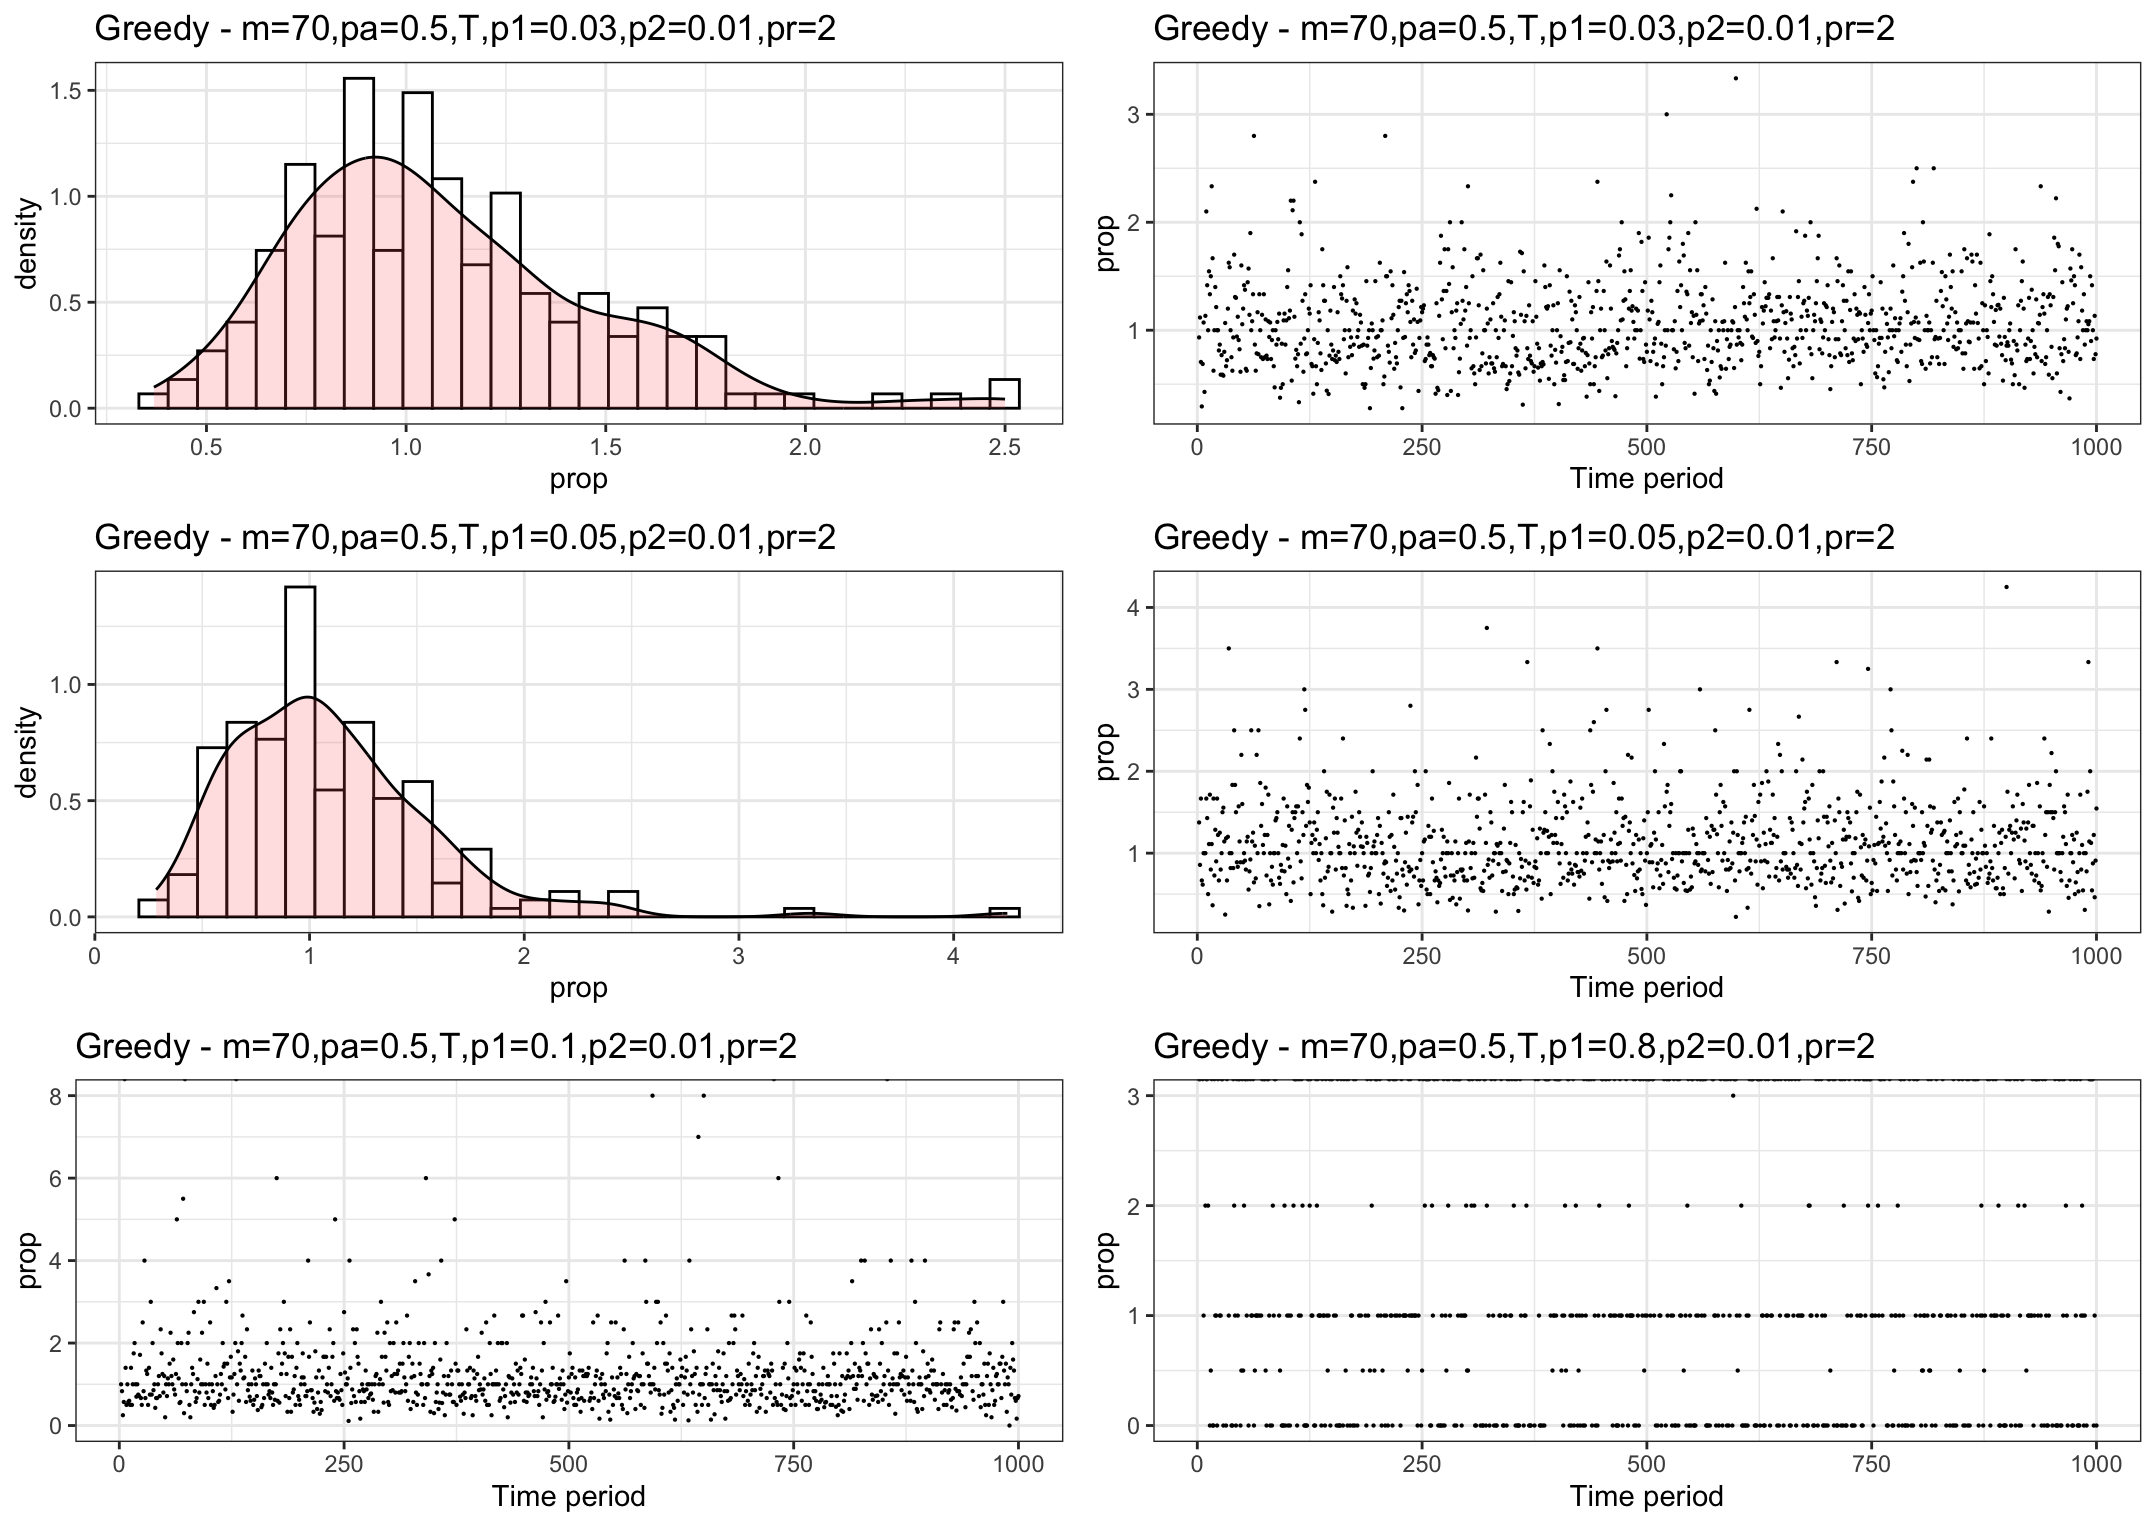 Greedy - m=70,pa=0.5,T,p1=0.03,p2=0.01,pr=2
1.5
1.0
0.5
0.0
density
0.5 1.0 1.5 2.0 2.5
prop
Greedy - m=70,pa=0.5,T,p1=0.03,p2=0.01,pr=2
3
2
1
prop
0 250 500 750 1000
Time period
Greedy - m=70,pa=0.5,T,p1=0.05,p2=0.01,pr=2
1.0
0.5
0.0
density
0 1 2 3 4
prop
Greedy - m=70,pa=0.5,T,p1=0.05,p2=0.01,pr=2
4
3
2
1
prop
0 250 500 750 1000
Time period
Greedy - m=70,pa=0.5,T,p1=0.1,p2=0.01,pr=2
8
6
4
2
0
prop
0 250 500 750 1000
Time period
Greedy - m=70,pa=0.5,T,p1=0.8,p2=0.01,pr=2
3
2
1
0
prop
0 250 500 750 1000
Time period